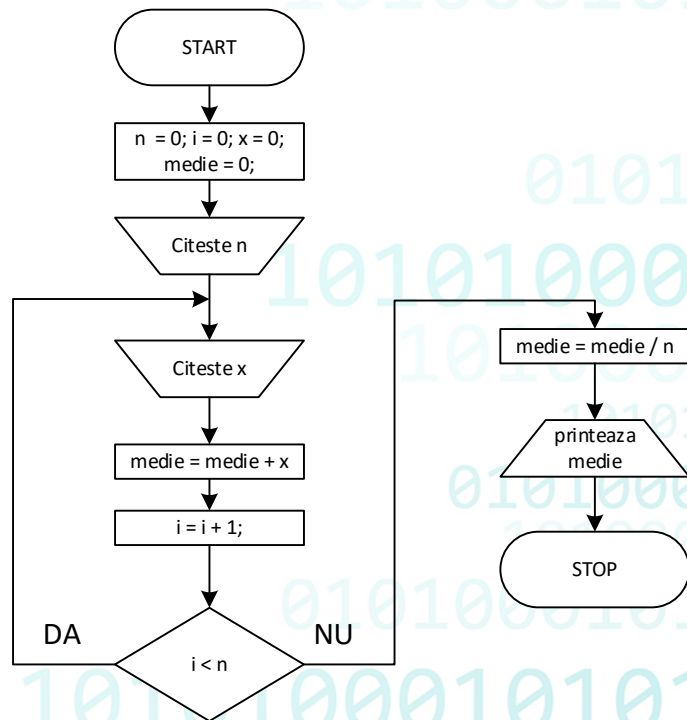 START
n = 0; i = 0; x = 0;
medie = 0;
Citeste n
Citeste x
medie = medie + x
i = i + 1;
i < n
DA
NU
medie = medie / n
printeaza
medie
STOP